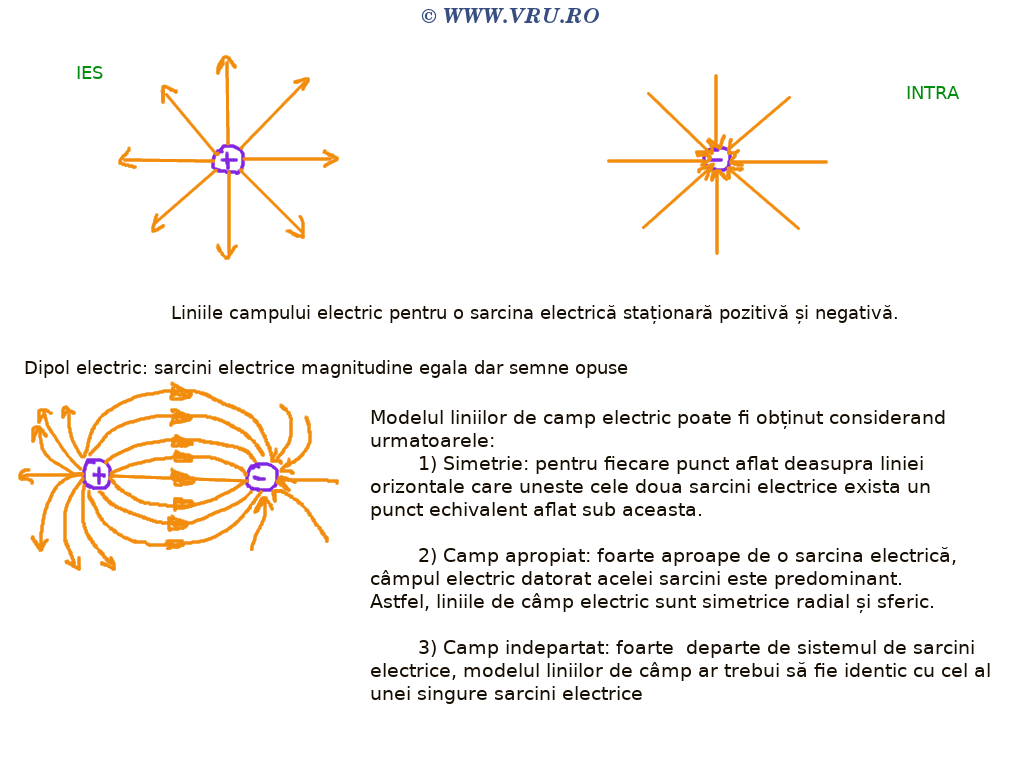 © WWW.VRU.RO
IES
INTRA
+
-
Liniile campului electric pentru o sarcina electrică staționară pozitivă și negativă.
Dipol electric: sarcini electrice magnitudine egala dar semne opuse
+
-
Modelul liniilor de camp electric poate fi obținut considerand
urmatoarele:
1) Simetrie: pentru fiecare punct aflat deasupra liniei
orizontale care uneste cele doua sarcini electrice exista un
punct echivalent aflat sub aceasta.
2) Camp apropiat: foarte aproape de o sarcina electrică,
câmpul electric datorat acelei sarcini este predominant.
Astfel, liniile de câmp electric sunt simetrice radial și sferic.
3) Camp indepartat: foarte  departe de sistemul de sarcini
electrice, modelul liniilor de câmp ar trebui să fie identic cu cel al
unei singure sarcini electrice